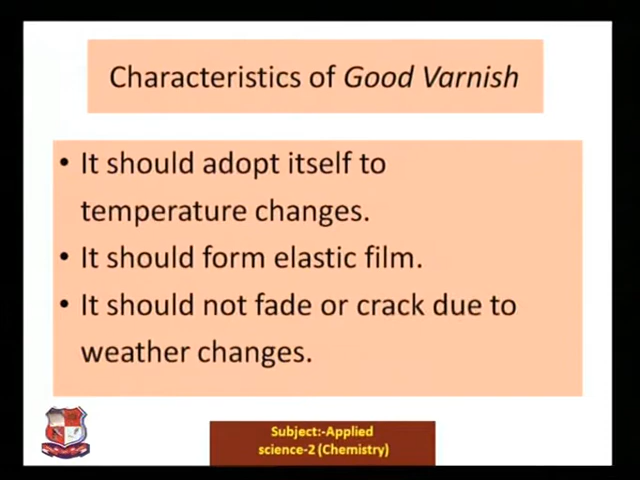 Characteristics of Good Varnish
• It should adopt itself to
temperature changes.
• It should form elastic film.
• It should not fade or crack due to
weather changes.
Subject:-Applied
science-2 (Chemistry)